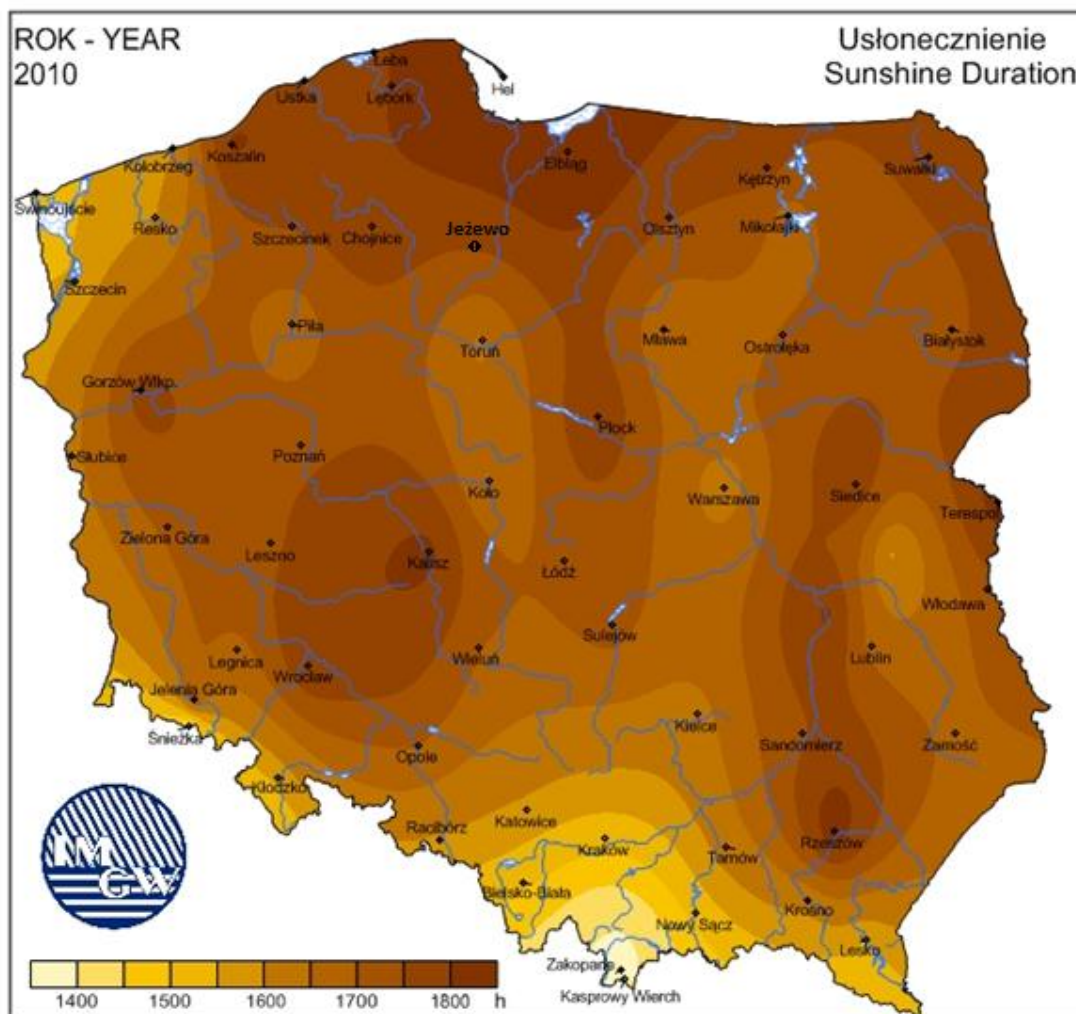 ROK - YEAR
2010
Usłonecznienie
Sunshine Duration
Łeba
Hel
Ustka
Lębork
Koszalin
Kołobrzeg
Elbląg
Kętrzyn
Suwałki
Świnoujście
Resko
Szczecinek
Chojnice
Jeżewo
Olsztyn
Mikołajki
Szczecin
Piła
Toruń
Mława
Ostrołęka
Białystok
Gorzów Wlkp.
Płock
Słubice
Poznań
Koło
Warszawa
Siedlce
Terespol
Zielona Góra
Leszno
Kalisz
Łódź
Włodawa
Sulejów
Legnica
Wrocław
Wieluń
Lublin
Jelenia Góra
Śnieżka
Kielce
Sandomierz
Zamość
Opole
Kłodzko
Katowice
Racibórz
Kraków
Tarnów
Rzeszów
Bielsko-Biała
Nowy Sącz
Krosno
Lesko
Zakopane
Kasprowy Wierch
IM
GW
1400 1500 1600 1700 1800 h